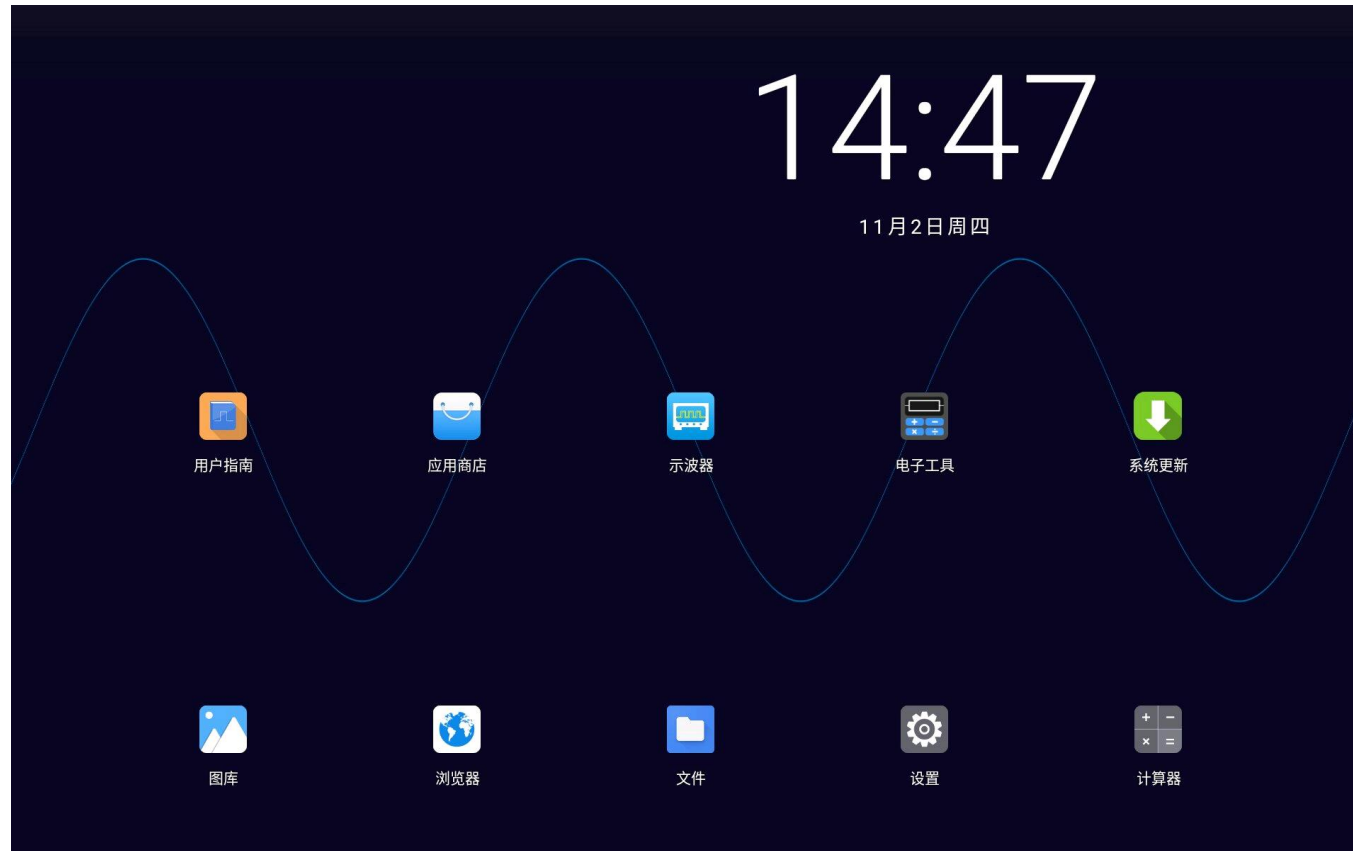 14:47
11月2日周四
用户指南
应用商店
示波器
电子工具
系统更新
图库
浏览器
文件
设置
计算器